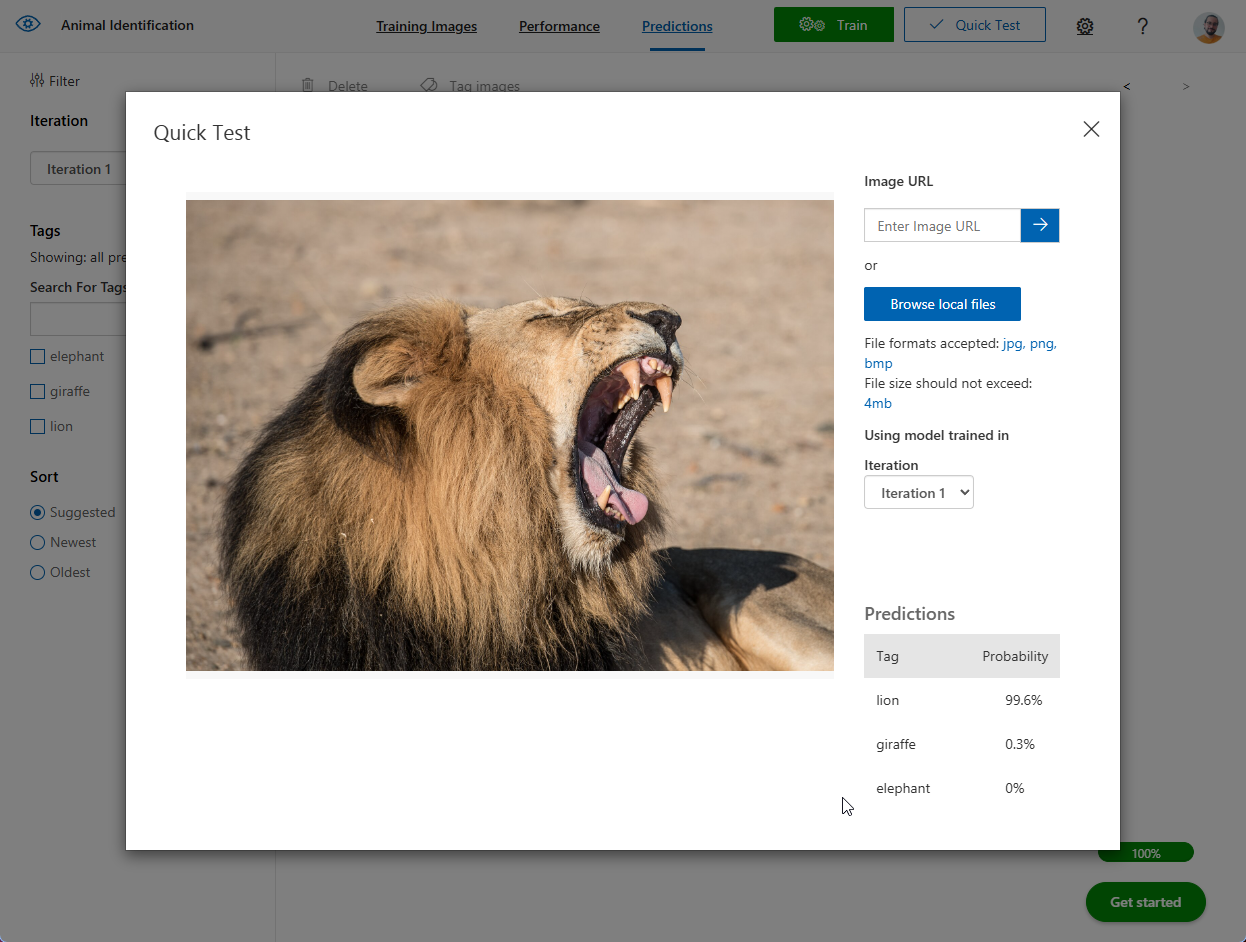 Animal Identification
Training Images
Performance
Predictions
Train
Quick Test
?
Filter
Delete
Tag images
<
>
Iteration
Iteration 1
Tags
Showing: all pre
Search For Tags
elephant
giraffe
lion
Sort
Suggested
Newest
Oldest
Quick Test
Image URL
Enter Image URL
or
Browse local files
File formats accepted: jpg, png,
bmp
File size should not exceed:
4mb
Using model trained in
Iteration
Iteration 1
Predictions
Tag Probability
lion 99.6%
giraffe 0.3%
elephant 0%
100%
Get started